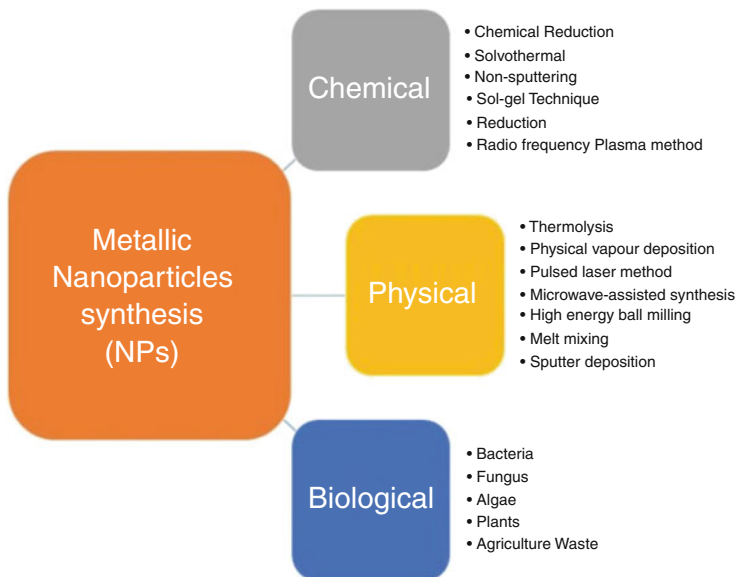 Metallic
Nanoparticles
synthesis
(NPs)
Chemical
• Chemical Reduction
• Solvothermal
• Non-sputtering
• Sol-gel Technique
• Reduction
• Radio frequency Plasma method
Physical
• Thermolysis
• Physical vapour deposition
• Pulsed laser method
• Microwave-assisted synthesis
• High energy ball milling
• Melt mixing
• Sputter deposition
Biological
• Bacteria
• Fungus
• Algae
• Plants
• Agriculture Waste